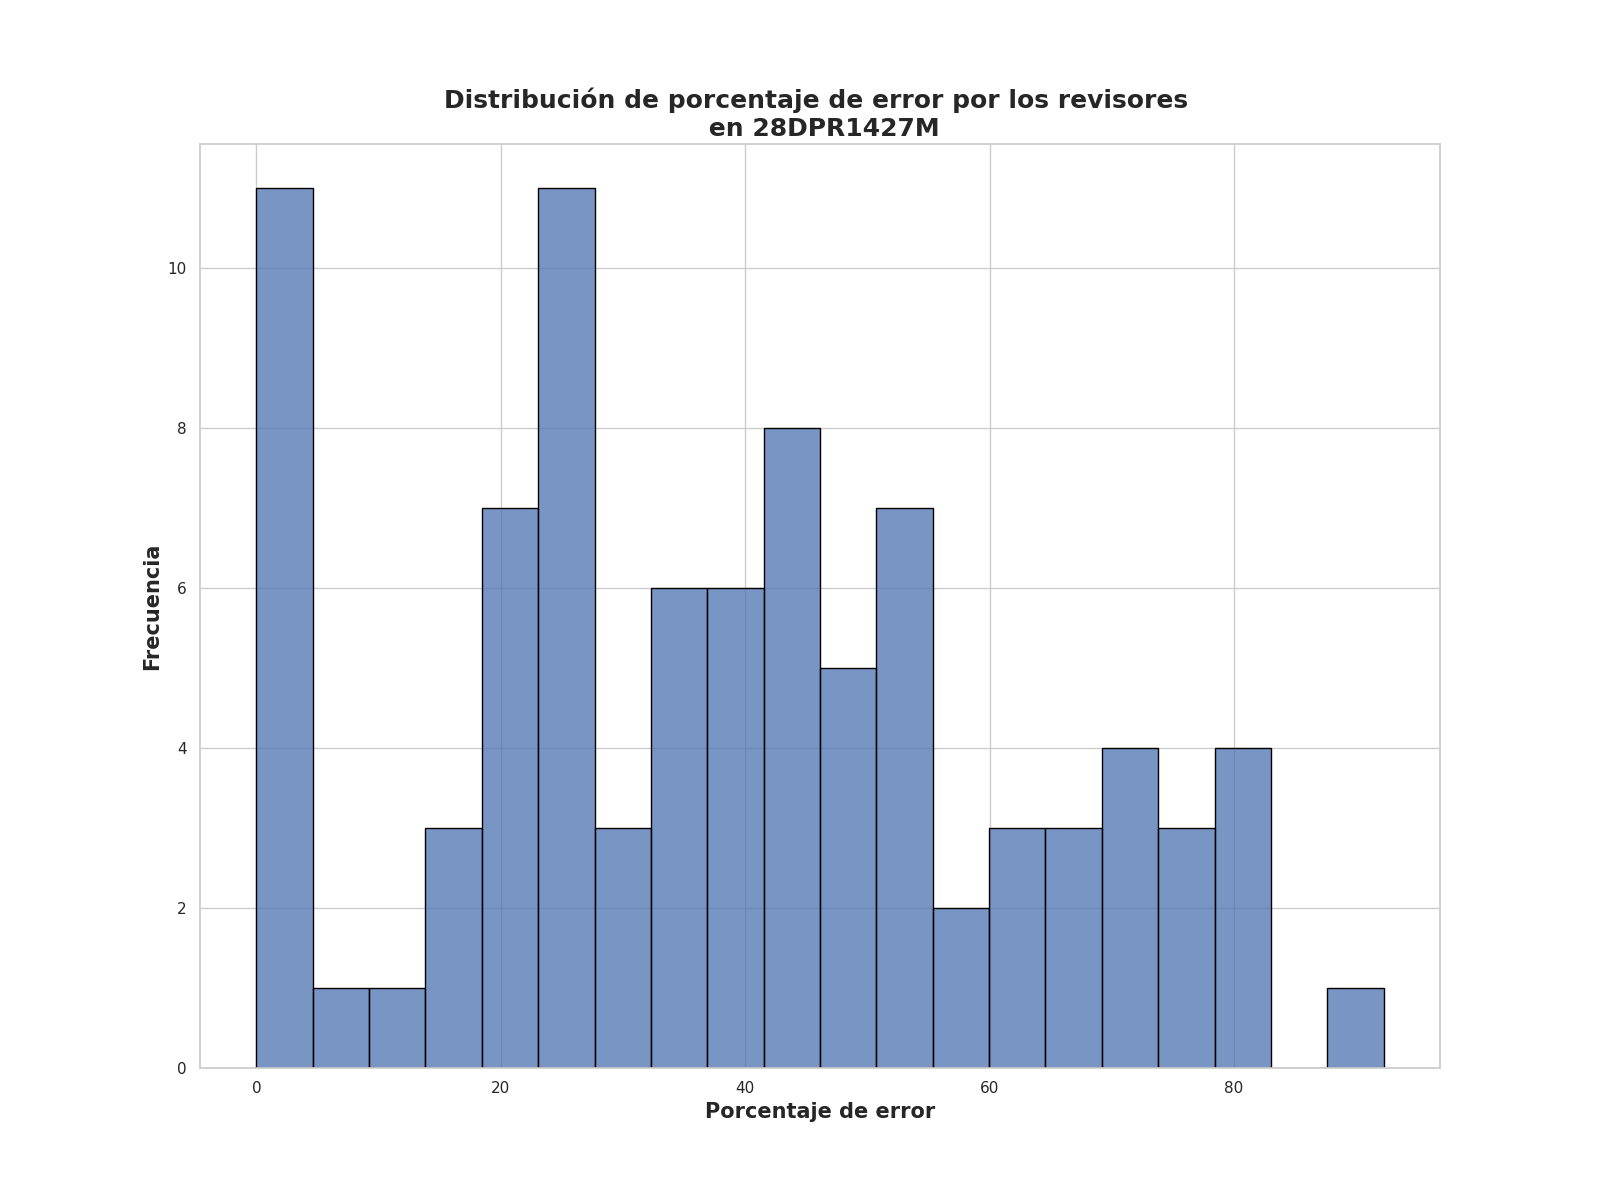 Distribución de porcentaje de error por los revisores
en 28DPR1427M
Frecuencia
10
8
6
4
2
0
0 20 40 60 80
Porcentaje de error